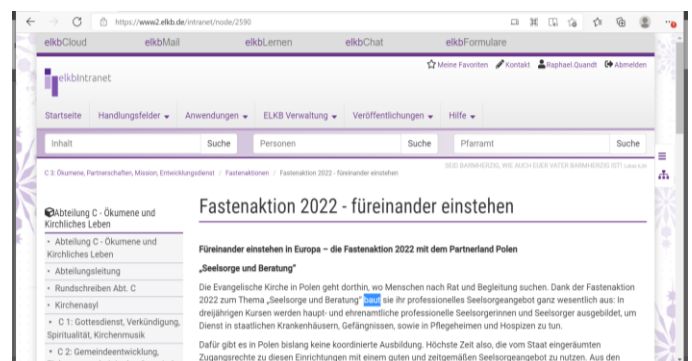 https://www2.elkb.de/intranet/node/2590
elkbCloud elkbMail elkbLernen elkbChat elkbFormulare
Meine Favoriten Kontakt Raphael.Quandt Abmelden
elkbIntranet
Startseite Handlungsfelder Anwendungen ELKB Verwaltung Veröffentlichungen Hilfe
Inhalt Suche Personen Suche Pfarramt Suche
SEID BARMHERZIG, WIE AUCH EUER VATER BARMHERZIG IST! Lukas 6,36
C 3: Ökumene, Partnerschaften, Mission, Entwicklungsdienst / Fastenaktionen / Fastenaktion 2022 - füreinander einstehen
Abteilung C - Ökumene und
Kirchliches Leben
Abteilung C - Ökumene und
Kirchliches Leben
Abteilungsleitung
Rundschreiben Abt. C
Kirchenasyl
C 1: Gottesdienst, Verkündigung,
Spiritualität, Kirchenmusik
C 2: Gemeindeentwicklung,
Fastenaktion 2022 - füreinander einstehen
Füreinander einstehen in Europa – die Fastenaktion 2022 mit dem Partnerland Polen
„Seelsorge und Beratung“
Die Evangelische Kirche in Polen geht dorthin, wo Menschen nach Rat und Begleitung suchen. Dank der Fastenaktion
2022 zum Thema „Seelsorge und Beratung“ baut sie ihr professionelles Seelsorgeangebot ganz wesentlich aus: In
dreijährigen Kursen werden haupt- und ehrenamtliche professionelle Seelsorgerinnen und Seelsorger ausgebildet, um
Dienst in staatlichen Krankenhäusern, Gefängnissen, sowie in Pflegeheimen und Hospizen zu tun.
Dafür gibt es in Polen bislang keine koordinierte Ausbildung. Höchste Zeit also, die vom Staat eingeräumten
Zugangsrechte zu diesen Einrichtungen mit einem guten und zeitgemäßen Seelsorgeangebot zu nutzen. Aus den